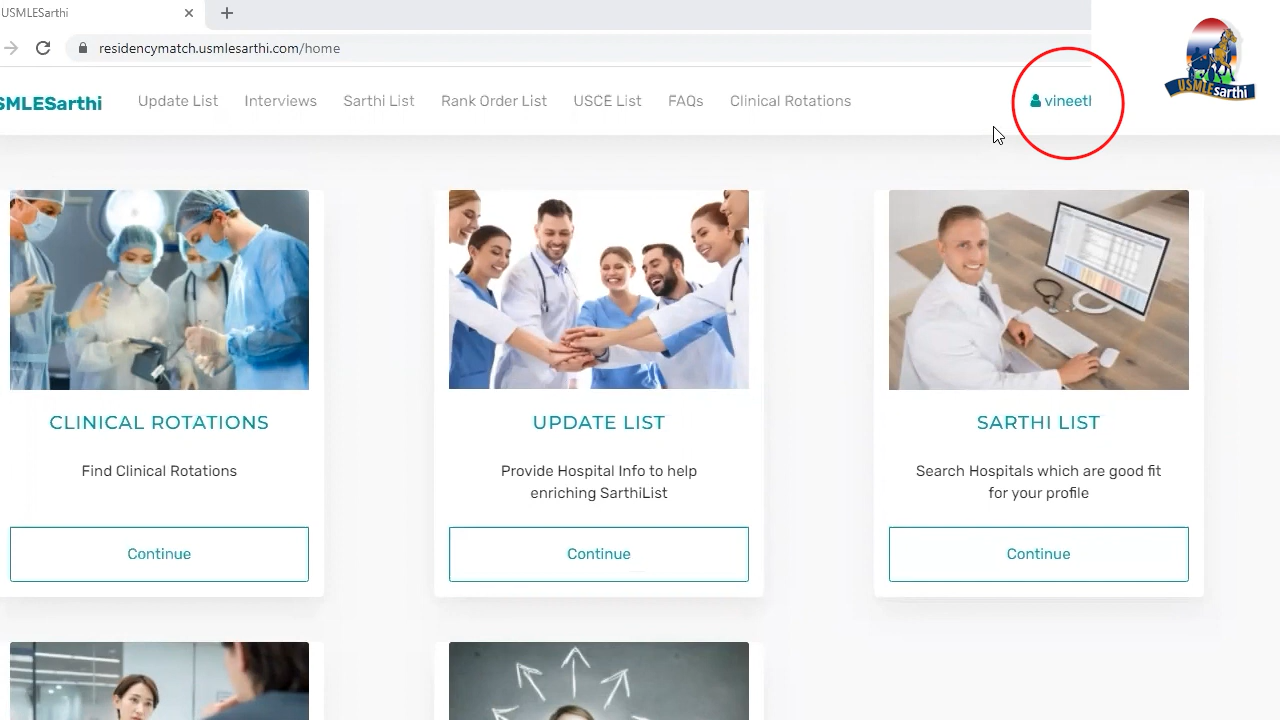 USMLESarthi
residencymatch.usmlesarthi.com/home
SMLESarthi
Update List
Interviews
Sarthi List
Rank Order List
USCE List
FAQs
Clinical Rotations
vineetl
USMLE sarthi
CLINICAL ROTATIONS
Find Clinical Rotations
Continue
UPDATE LIST
Provide Hospital Info to help
enriching SarthiList
Continue
SARTHI LIST
Search Hospitals which are good fit
for your profile
Continue